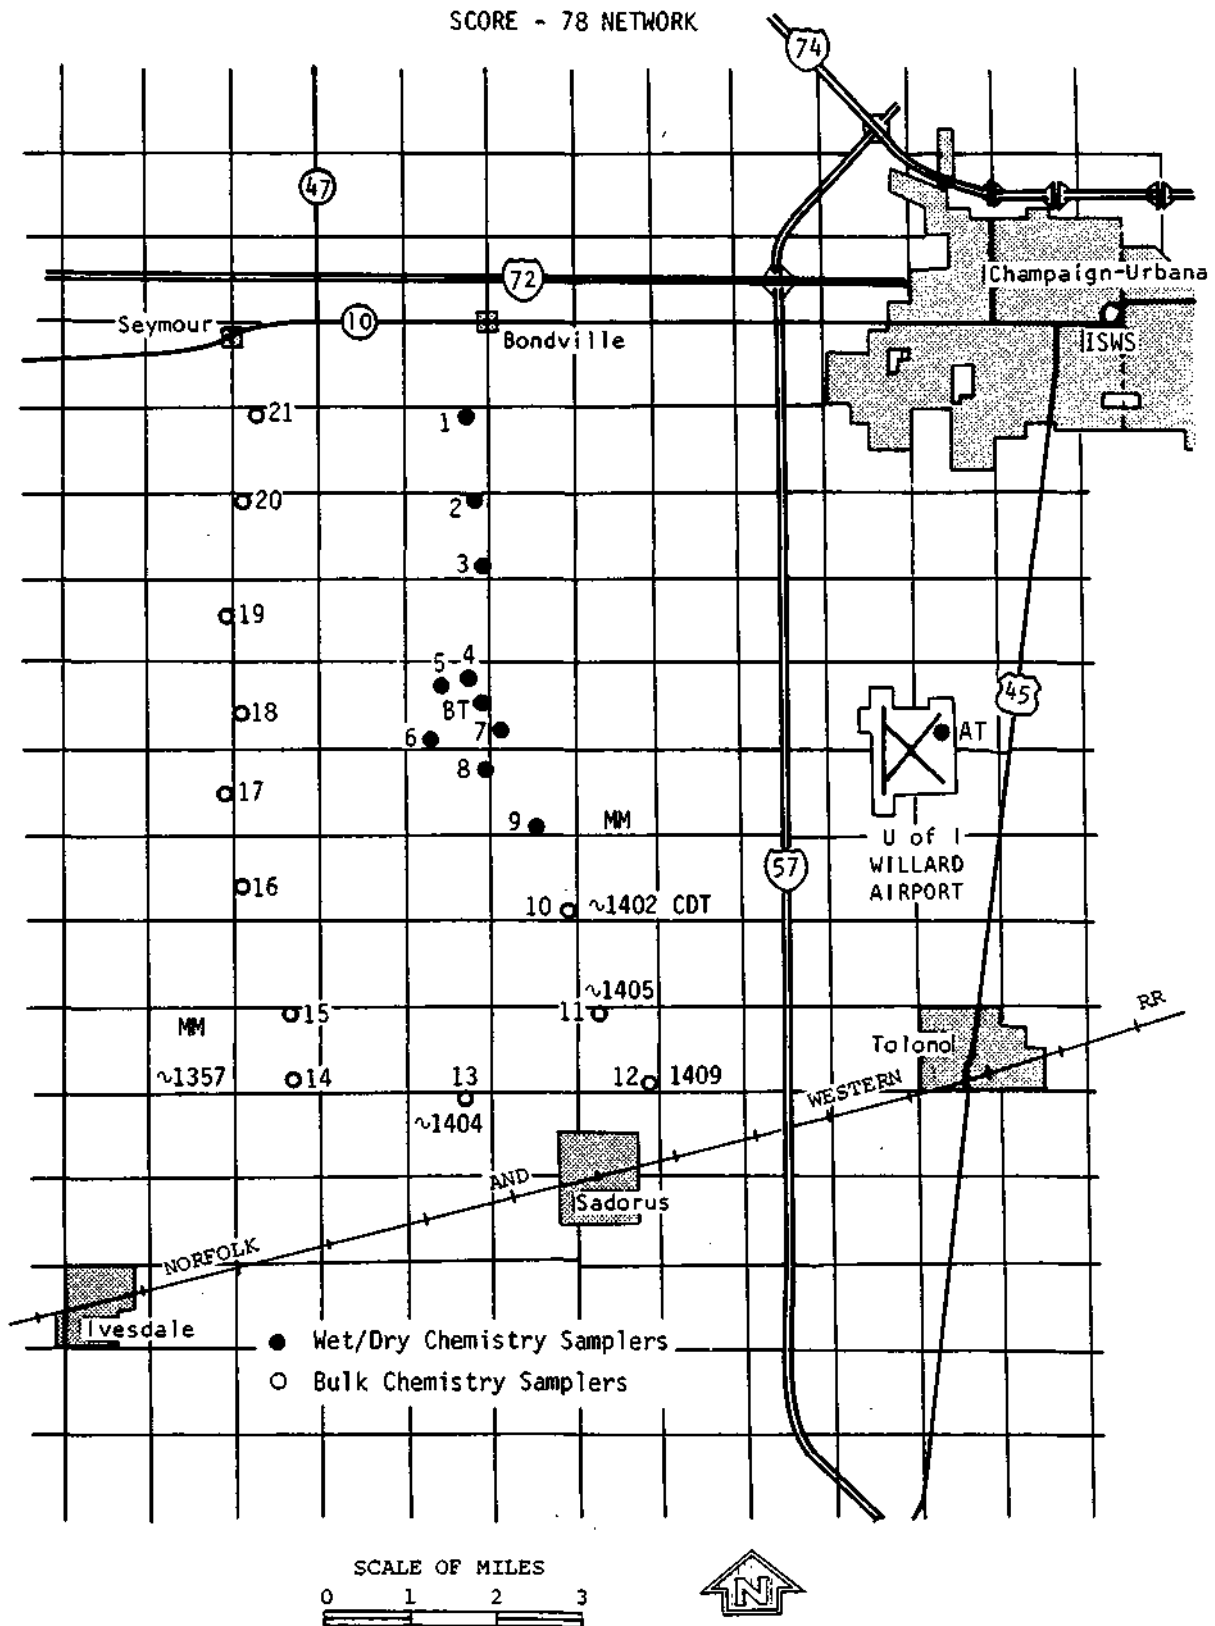 SCORE - 78 NETWORK
74
47
72
Champaign-Urbana
Seymour
10
Bondville
ISWS
21
1
20
2
3
19
5 4
45
18
BT
7
AT
6
8
17
9
MM
U of I
WILLARD
AIRPORT
57
16
10 ~1402 CDT
~1405
15
11
MM
RR
Tolono
~1357
14
13
12
1409
WESTERN
~1404
AND
Sadorus
NORFOLK
Ivesdale
Wet/Dry Chemistry Samplers
Bulk Chemistry Samplers
SCALE OF MILES
0 1 2 3
N